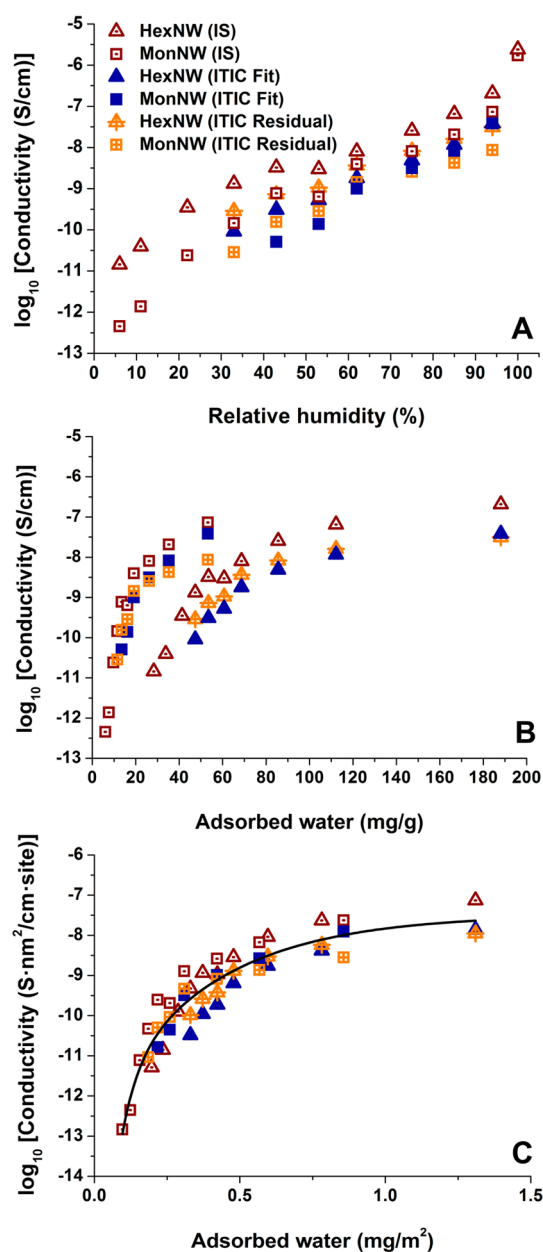 HexNW (IS)
MonNW (IS)
HexNW (ITIC Fit)
MonNW (ITIC Fit)
HexNW (ITIC Residual)
MonNW (ITIC Residual)
log₁₀ [Conductivity (S/cm)]
-5
-6
-7
-8
-9
-10
-11
-12
-13
A
0 10 20 30 40 50 60 70 80 90 100
Relative humidity (%)
log₁₀ [Conductivity (S/cm)]
-5
-6
-7
-8
-9
-10
-11
-12
-13
B
0 20 40 60 80 100 120 140 160 180 200
Adsorbed water (mg/g)
log₁₀ [Conductivity (S·nm²/cm·site)]
-6
-7
-8
-9
-10
-11
-12
-13
-14
-5
C
0.0 0.5 1.0 1.5
Adsorbed water (mg/m²)